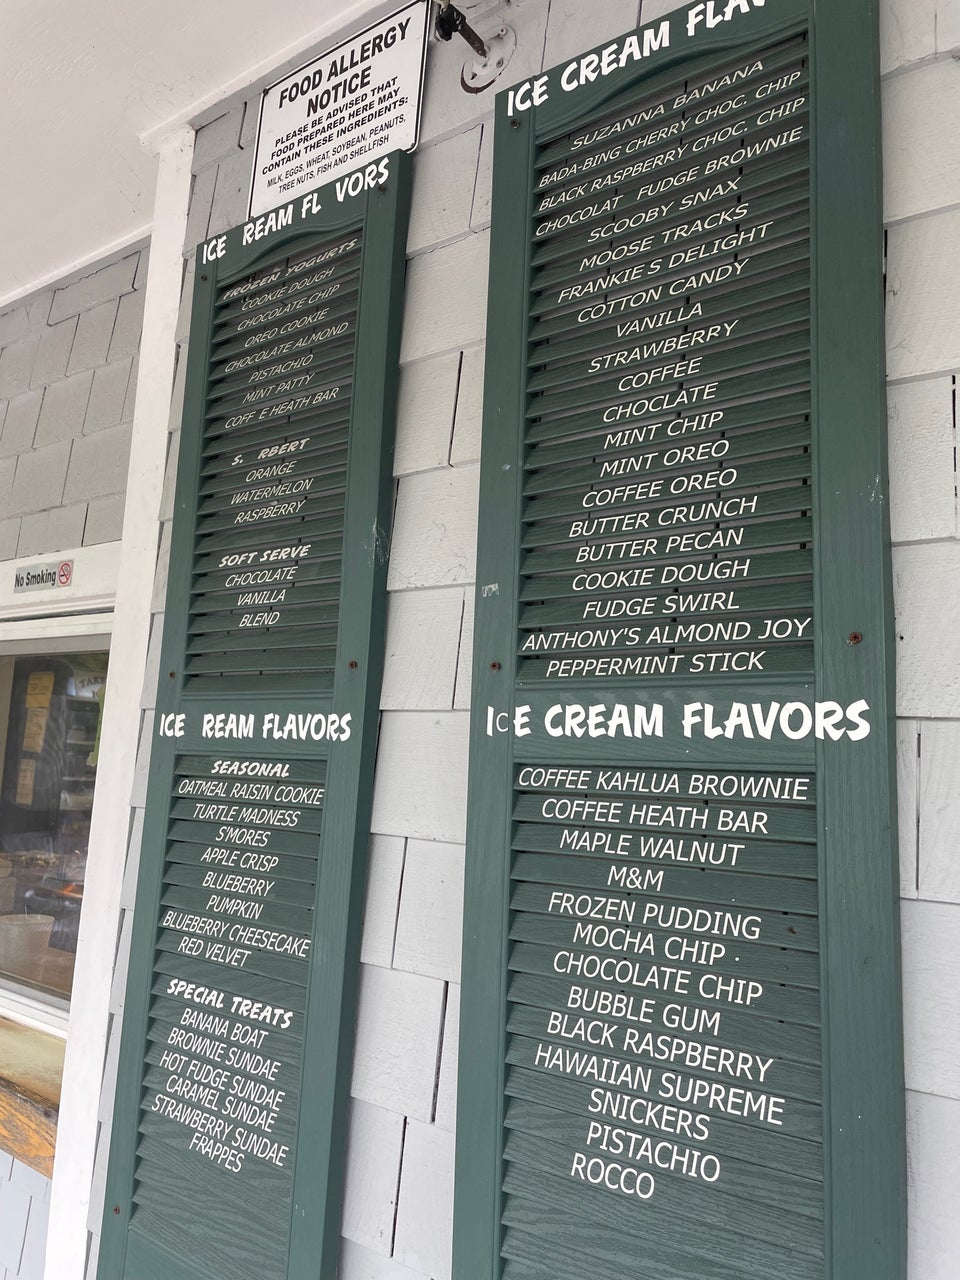 FOOD ALLERGY
NOTICE
PLEASE BE ADVISED THAT
FOOD PREPARED HERE MAY
CONTAIN THESE INGREDIENTS:
MILK, EGGS, WHEAT, SOYBEAN, PEANUTS,
TREE NUTS, FISH AND SHELLFISH
ICE REAM FL VORS
FROZEN YOGURTS
COOKIE DOUGH
CHOCOLATE CHIP
OREO COOKIE
CHOCOLATE ALMOND
PISTACHIO
MINT PATTY
COFF E HEATH BAR
S. RBERT
ORANGE
WATERMELON
RASPBERRY
SOFT SERVE
CHOCOLATE
VANILLA
BLEND
ICE REAM FLAVORS
SEASONAL
OATMEAL RAISIN COOKIE
TURTLE MADNESS
S'MORES
APPLE CRISP
BLUEBERRY
PUMPKIN
BLUEBERRY CHEESECAKE
RED VELVET
SPECIAL TREATS
BANANA BOAT
BROWNIE SUNDAE
HOT FUDGE SUNDAE
CARAMEL SUNDAE
STRAWBERRY SUNDAE
FRAPPES
ICE CREAM FLAV
SUZANNA BANANA
BADA-BING CHERRY CHOC. CHIP
BLACK RASPBERRY CHOC. CHIP
CHOCOLAT FUDGE BROWNIE
SCOOBY SNAX
MOOSE TRACKS
FRANKIE S DELIGHT
COTTON CANDY
VANILLA
STRAWBERRY
COFFEE
CHOCLATE
MINT CHIP
MINT OREO
COFFEE OREO
BUTTER CRUNCH
BUTTER PECAN
COOKIE DOUGH
FUDGE SWIRL
ANTHONY'S ALMOND JOY
PEPPERMINT STICK
ICE CREAM FLAVORS
COFFEE KAHLUA BROWNIE
COFFEE HEATH BAR
MAPLE WALNUT
M&M
FROZEN PUDDING
MOCHA CHIP .
CHOCOLATE CHIP
BUBBLE GUM
BLACK RASPBERRY
HAWAIIAN SUPREME
SNICKERS
PISTACHIO
ROCCO
No Smoking